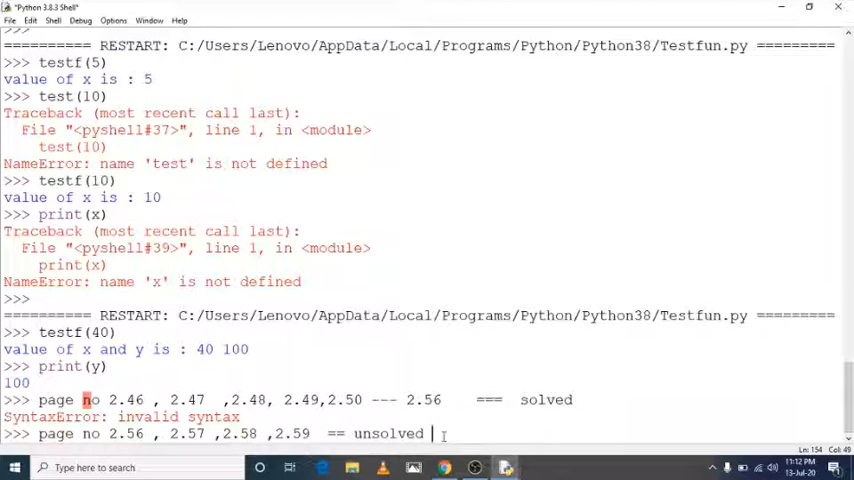 *Python 3.8.3 Shell*
File Edit Shell Debug Options Window Help
>>>
========== RESTART: C:/Users/Lenovo/AppData/Local/Programs/Python/Python38/Testfun.py =========
>>> testf(5)
value of x is : 5
>>> test(10)
Traceback (most recent call last):
File "<pyshell#37>", line 1, in <module>
test(10)
NameError: name 'test' is not defined
>>> testf(10)
value of x is : 10
>>> print(x)
Traceback (most recent call last):
File "<pyshell#39>", line 1, in <module>
print(x)
NameError: name 'x' is not defined
>>>
========== RESTART: C:/Users/Lenovo/AppData/Local/Programs/Python/Python38/Testfun.py =========
>>> testf(40)
value of x and y is : 40 100
>>> print(y)
100
>>> page no 2.46 , 2.47 ,2.48, 2.49,2.50 --- 2.56 === solved
SyntaxError: invalid syntax
>>> page no 2.56 , 2.57 ,2.58 ,2.59 == unsolved
Ln: 154 Col: 49
Type here to search
11:12 PM
13-Jul-20